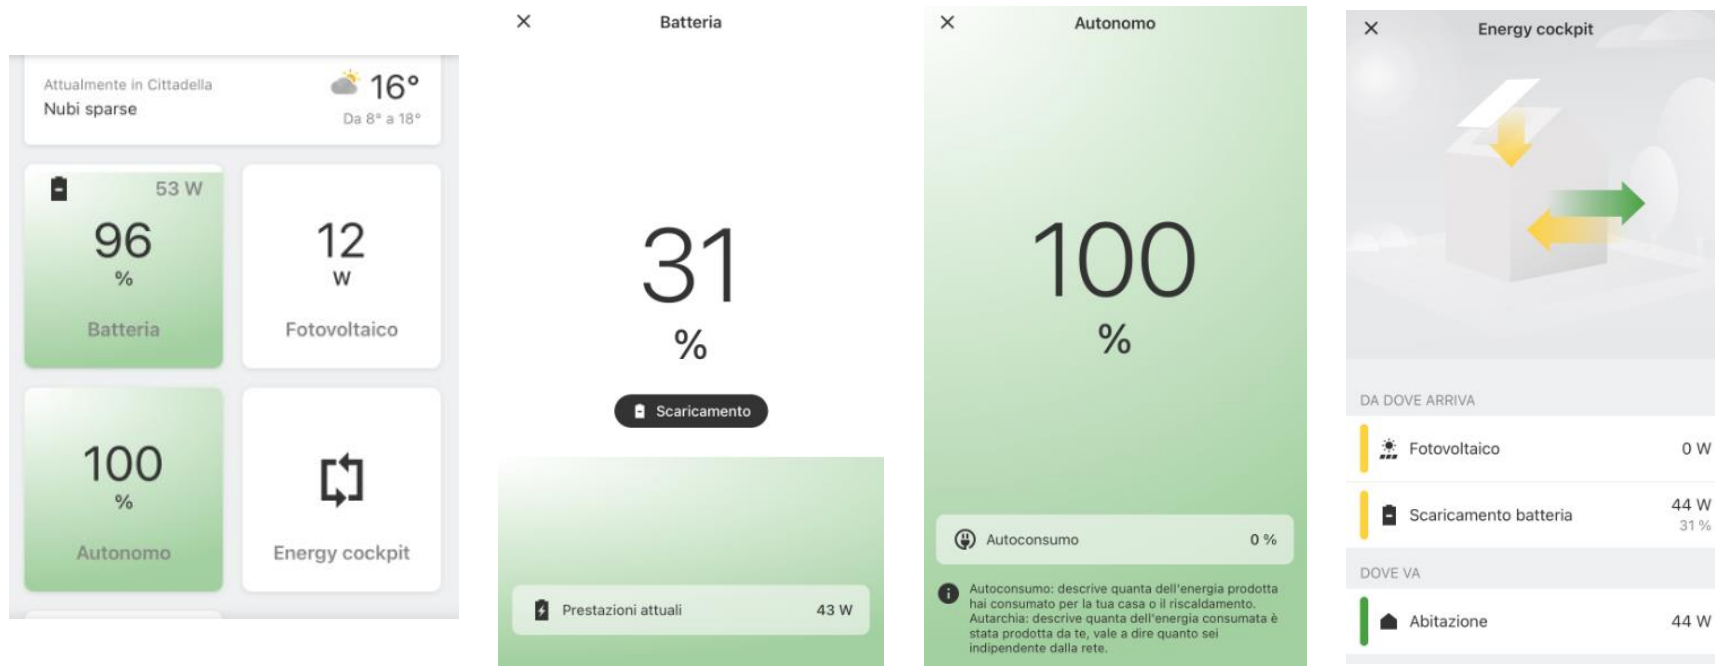 Attualmente in Cittadella
Nubi sparse
16°
Da 8° a 18°
53 W
96
%
Batteria
12
W
Fotovoltaico
100
%
Autonomo
Energy cockpit
Batteria
31
%
Scaricamento
Prestazioni attuali
43 W
Autonomo
100
%
Autoconsumo
0 %
Autoconsumo: descrive quanta dell'energia prodotta
hai consumato per la tua casa o il riscaldamento.
Autarchia: descrive quanta dell'energia consumata è
stata prodotta da te, vale a dire quanto sei
indipendente dalla rete.
Energy cockpit
DA DOVE ARRIVA
Fotovoltaico
0 W
Scaricamento batteria
44 W
31 %
DOVE VA
Abitazione
44 W